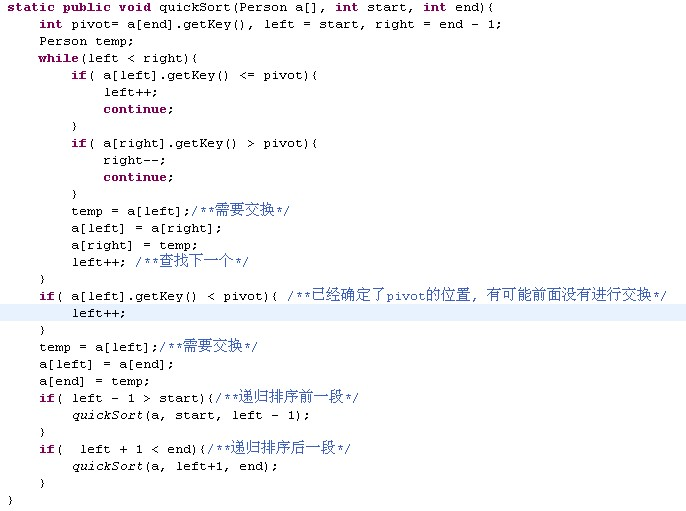 static public void quickSort(Person a[], int start, int end){
    int pivot= a[end].getKey(), left = start, right = end - 1;
    Person temp;
    while(left < right){
        if( a[left].getKey() <= pivot){
            left++;
            continue;
        }
        if( a[right].getKey() > pivot){
            right--;
            continue;
        }
        temp = a[left];/**需要交换*/
        a[left] = a[right];
        a[right] = temp;
        left++; /**查找下一个*/
    }
    if( a[left].getKey() < pivot){ /**已经确定了pivot的位置, 有可能前面没有进行交换*/
        left++;
    }
    temp = a[left];/**需要交换*/
    a[left] = a[end];
    a[end] = temp;
    if( left - 1 > start){/**递归排序前一段*/
        quickSort(a, start, left - 1);
    }
    if(  left + 1 < end){/**递归排序后一段*/
        quickSort(a, left+1, end);
    }
}